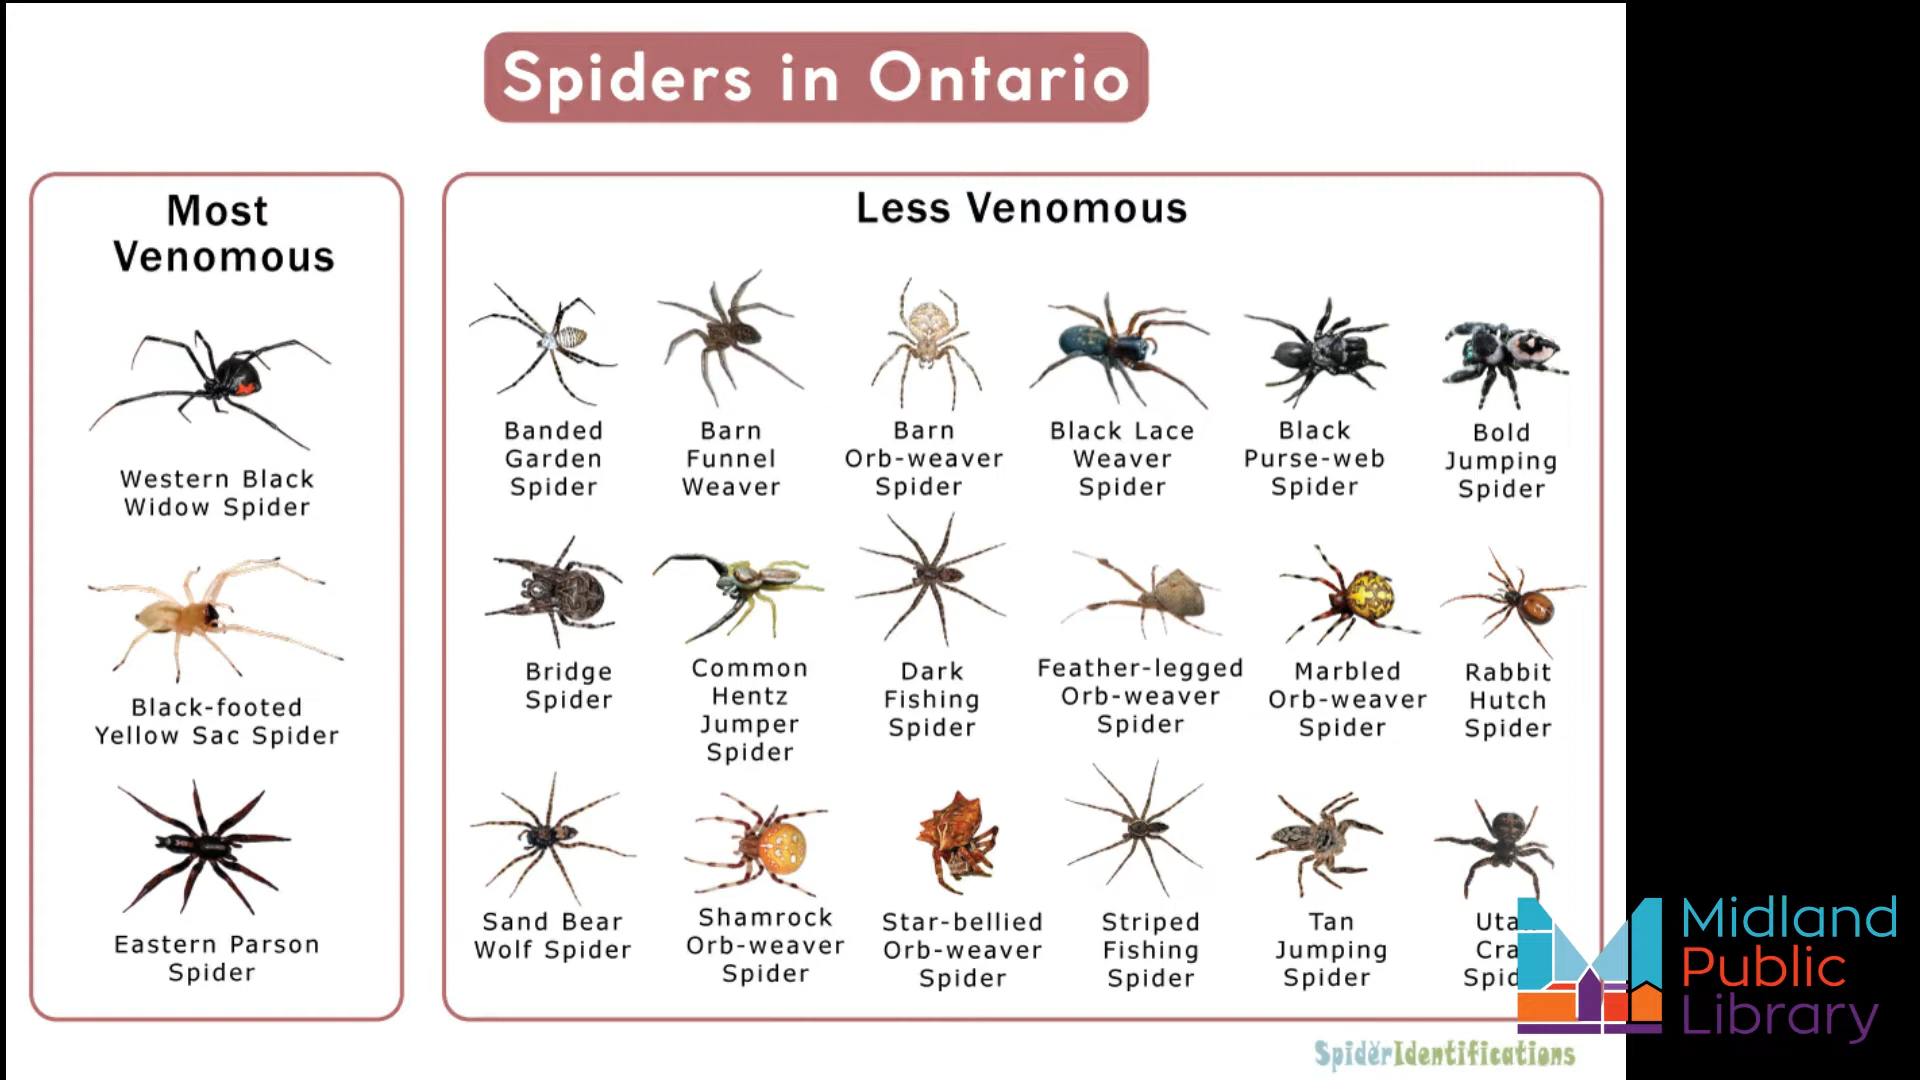 Spiders in Ontario
Most
Venomous
Western Black
Widow Spider
Black-footed
Yellow Sac Spider
Eastern Parson
Spider
Less Venomous
Banded
Garden
Spider
Barn
Funnel
Weaver
Barn
Orb-weaver
Spider
Black Lace
Weaver
Spider
Black
Purse-web
Spider
Bold
Jumping
Spider
Bridge
Spider
Common
Hentz
Jumper
Spider
Dark
Fishing
Spider
Feather-legged
Orb-weaver
Spider
Marbled
Orb-weaver
Spider
Rabbit
Hutch
Spider
Sand Bear
Wolf Spider
Shamrock
Orb-weaver
Spider
Star-bellied
Orb-weaver
Spider
Striped
Fishing
Spider
Tan
Jumping
Spider
SpiderIdentifications
Midland
Public
Library